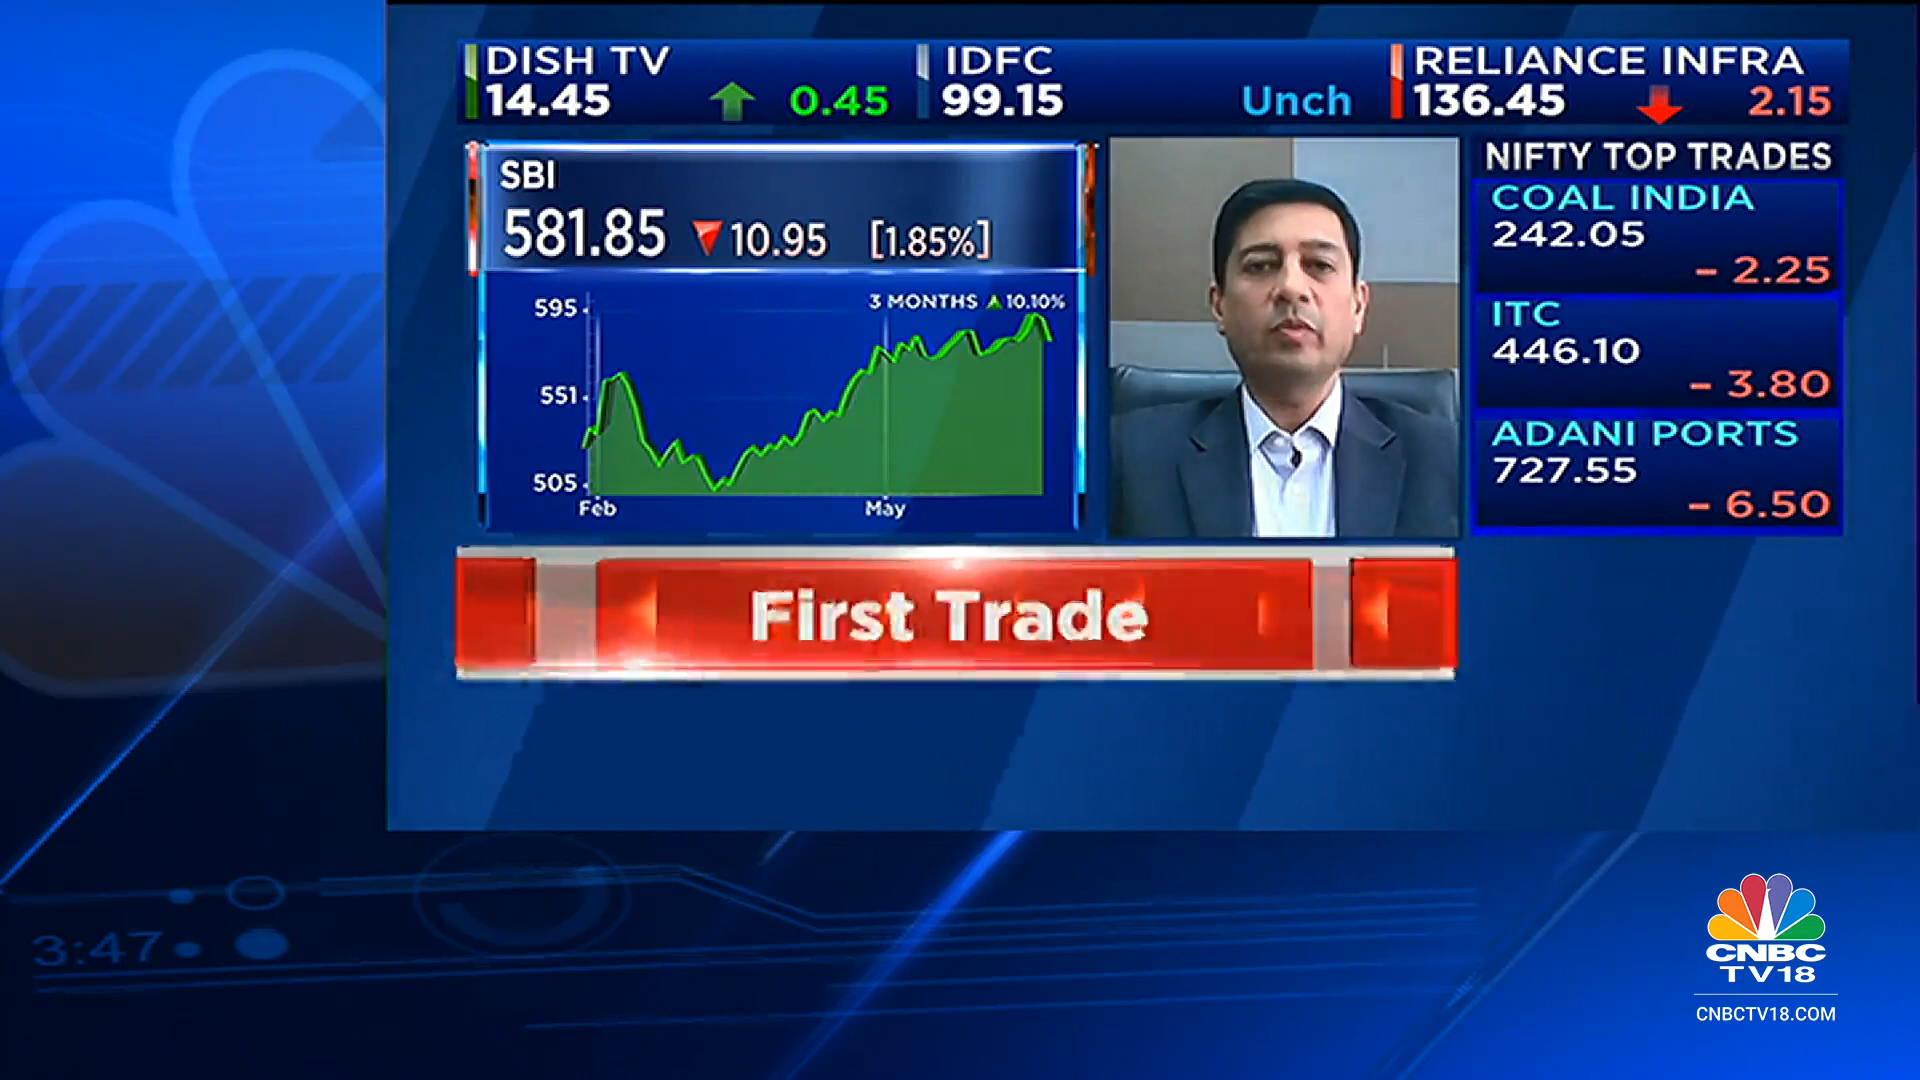 DISH TV
14.45 0.45
IDFC
99.15 Unch
RELIANCE INFRA
136.45 2.15
SBI
581.85 10.95 [1.85%]
3 MONTHS 10.10%
595
551
505
Feb May
NIFTY TOP TRADES
COAL INDIA
242.05
- 2.25
ITC
446.10
- 3.80
ADANI PORTS
727.55
- 6.50
First Trade
3:47
CNBC
TV18
CNBCTV18.COM